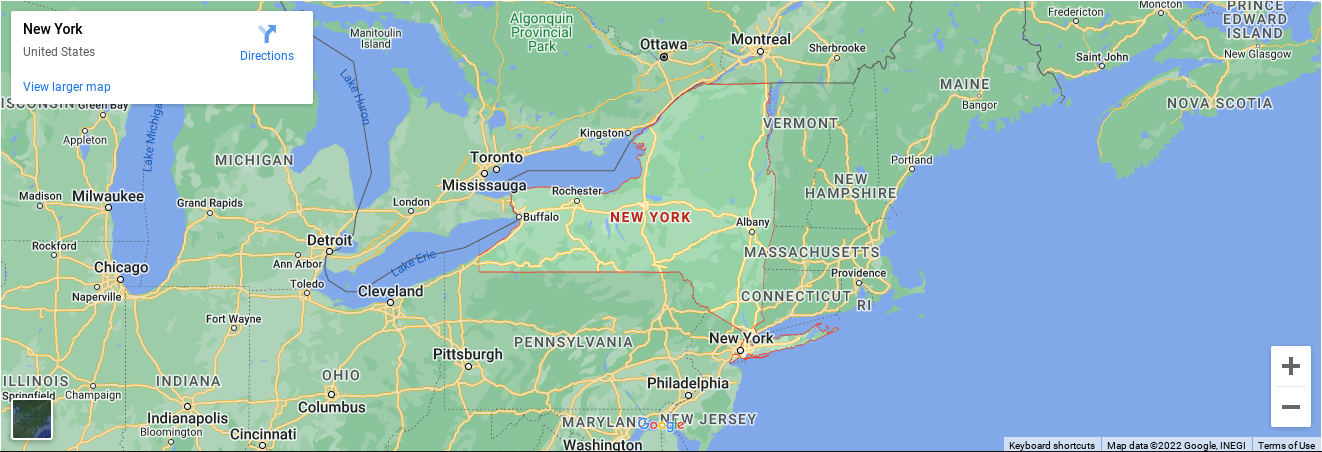 New York
United States
Directions
View larger map
Manitoulin
Island
Algonquin
Provincial
Park
Ottawa
Montreal
Sherbrooke
Fredericton
Moncton
PRINCE
EDWARD
ISLAND
New Glasgow
Saint John
MAINE
Bangor
NOVA SCOTIA
WISCONSIN
Green Bay
Appleton
Lake Michigan
Lake Huron
MICHIGAN
Kingston
VERMONT
Toronto
Mississauga
Portland
Madison
Milwaukee
Grand Rapids
London
Rochester
Buffalo
NEW YORK
Albany
NEW
HAMPSHIRE
Rockford
Detroit
Ann Arbor
Lake Erie
MASSACHUSETTS
Providence
Chicago
Naperville
Toledo
Cleveland
CONNECTICUT
RI
Fort Wayne
New York
PENNSYLVANIA
Pittsburgh
ILLINOIS
Springfield
Champaign
INDIANA
OHIO
Columbus
Philadelphia
Indianapolis
Bloomington
Cincinnati
MARYLAND
NEW JERSEY
Google
Washington
Keyboard shortcuts
Map data ©2022 Google, INEGI
Terms of Use